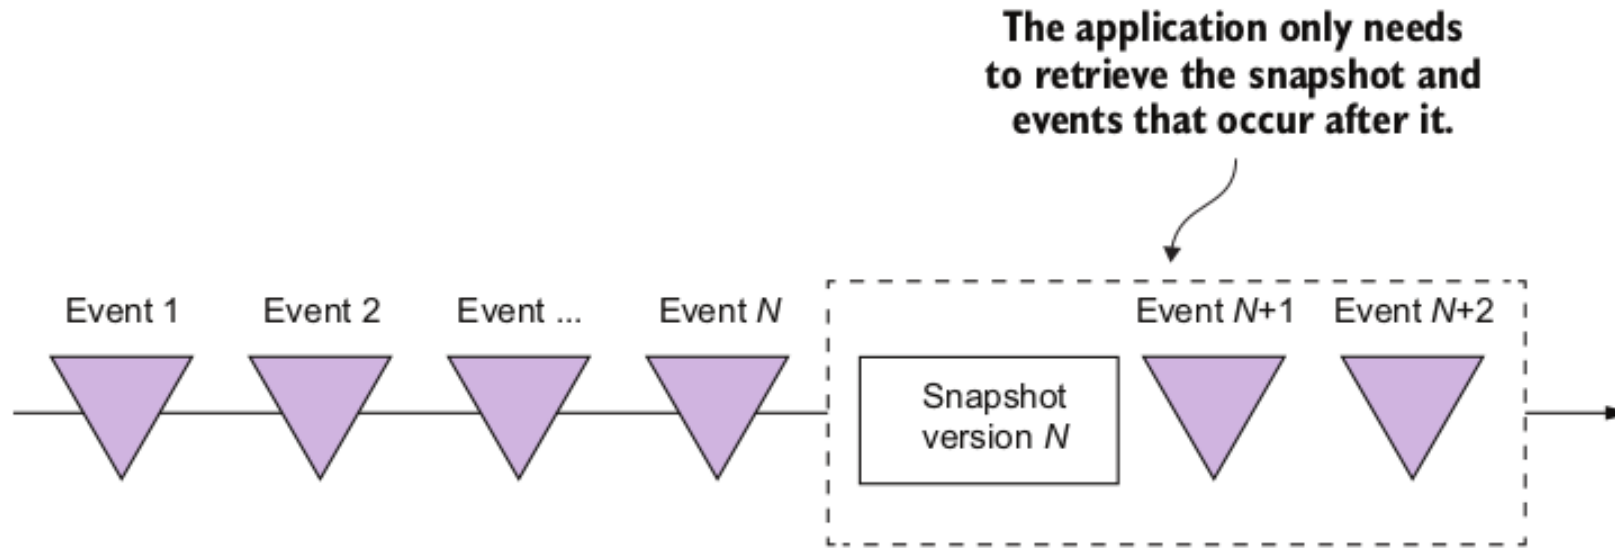 The application only needs
to retrieve the snapshot and
events that occur after it.
Event 1
Event 2
Event ...
Event N
Event N+1
Event N+2
Snapshot
version N